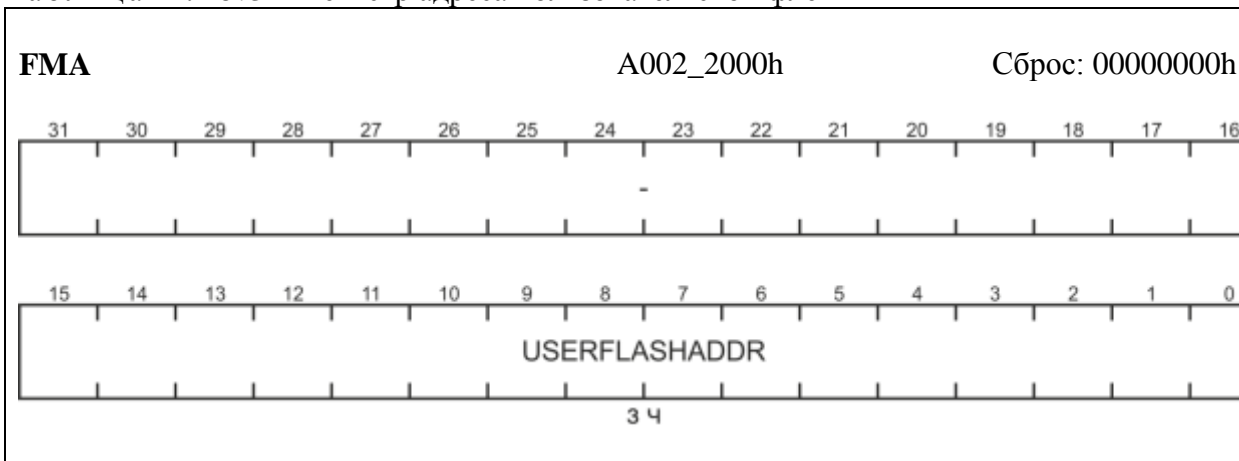 FMA A002_2000h Сброс: 00000000h
31 30 29 28 27 26 25 24 23 22 21 20 19 18 17 16
-
15 14 13 12 11 10 9 8 7 6 5 4 3 2 1 0
USERFLASHADDR
З Ч